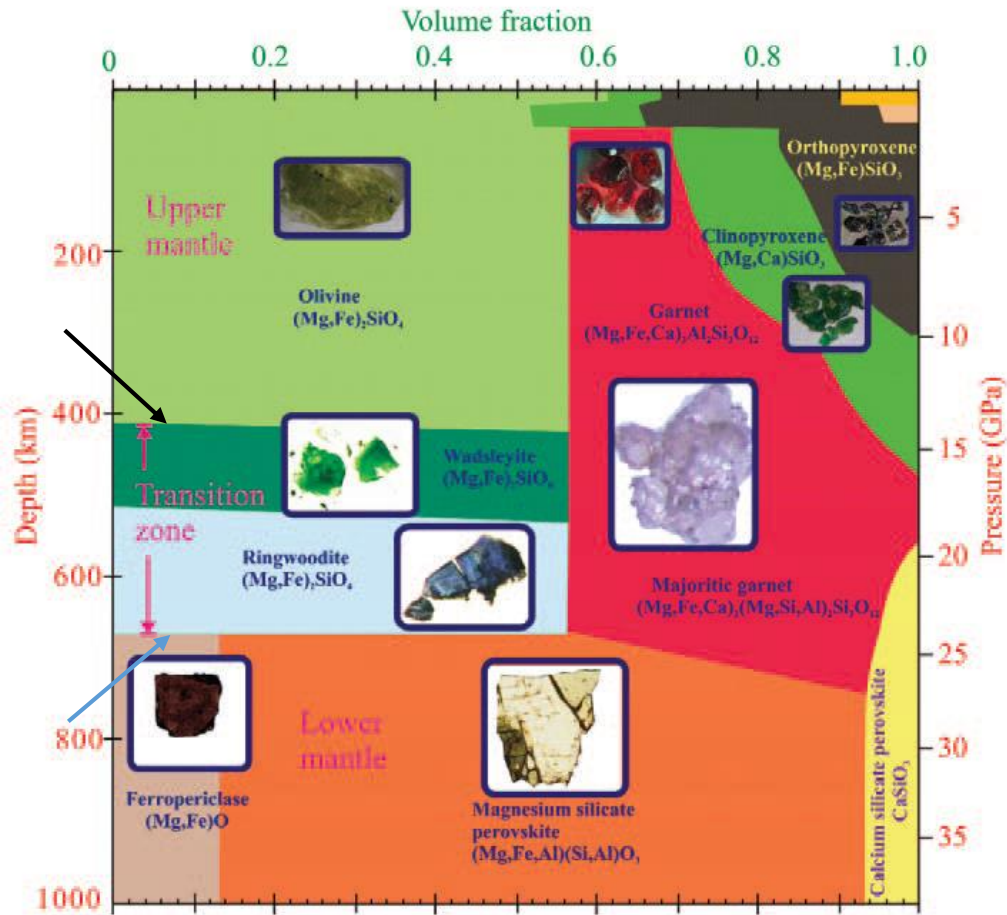 Volume fraction
0 0.2 0.4 0.6 0.8 1.0
Orthopyroxene
(Mg,Fe)SiO₃
Upper
mantle
5
200
Clinopyroxene
(Mg,Ca)SiO₃
Olivine
(Mg,Fe)₂SiO₄
Garnet
(Mg,Fe,Ca)₃Al₂Si₃O₁₂
10
400
Depth (km)
Pressure (GPa)
Wadsleyite
(Mg,Fe)₂SiO₄
15
Transition
zone
Ringwoodite
(Mg,Fe)₂SiO₄
20
600
Majoritic garnet
(Mg,Fe,Ca)₃(Mg,Si,Al)₂Si₃O₁₂
25
Lower
mantle
800
30
Ferropericlase
(Mg,Fe)O
Magnesium silicate
perovskite
(Mg,Fe,Al)(Si,Al)O₃
Calcium silicate perovskite
CaSiO₃
35
1000